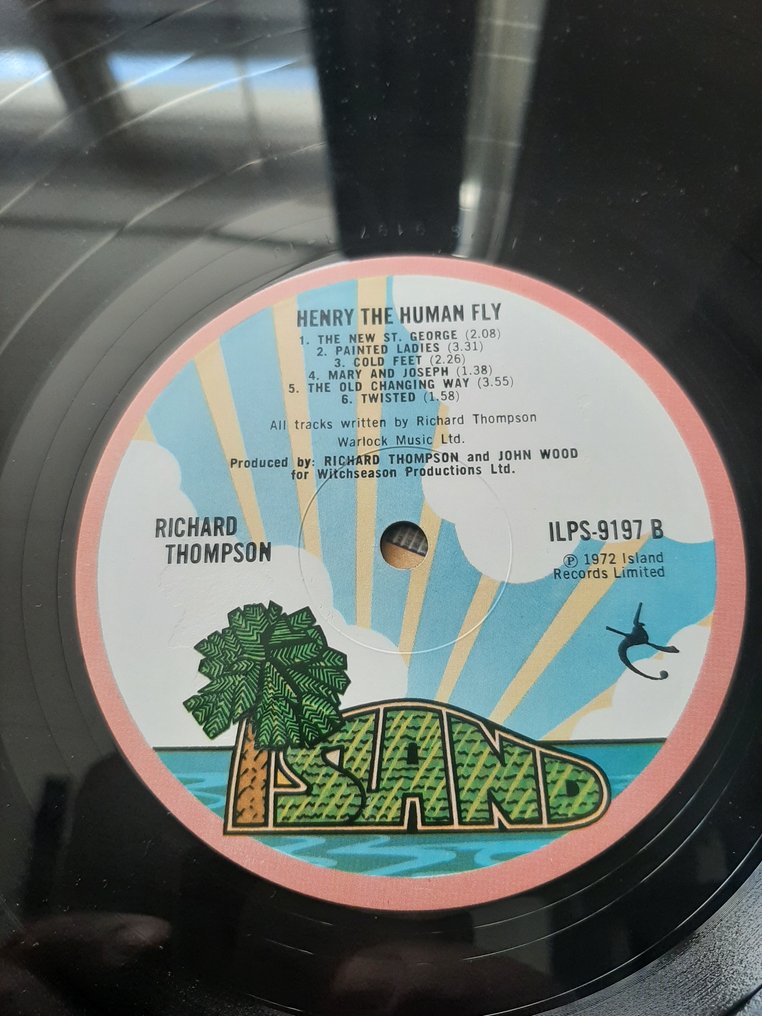 HENRY THE HUMAN FLY
1. THE NEW ST. GEORGE (2.08)
2. PAINTED LADIES (3.31)
3. COLD FEET (2.26)
4. MARY AND JOSEPH (1.38)
5. THE OLD CHANGING WAY (3.55)
6. TWISTED (1.58)
All tracks written by Richard Thompson
Warlock Music Ltd.
Produced by: RICHARD THOMPSON and JOHN WOOD
for Witchseason Productions Ltd.
RICHARD
THOMPSON
ILPS-9197 B
Ⓟ 1972 Island
Records Limited
ISLAND